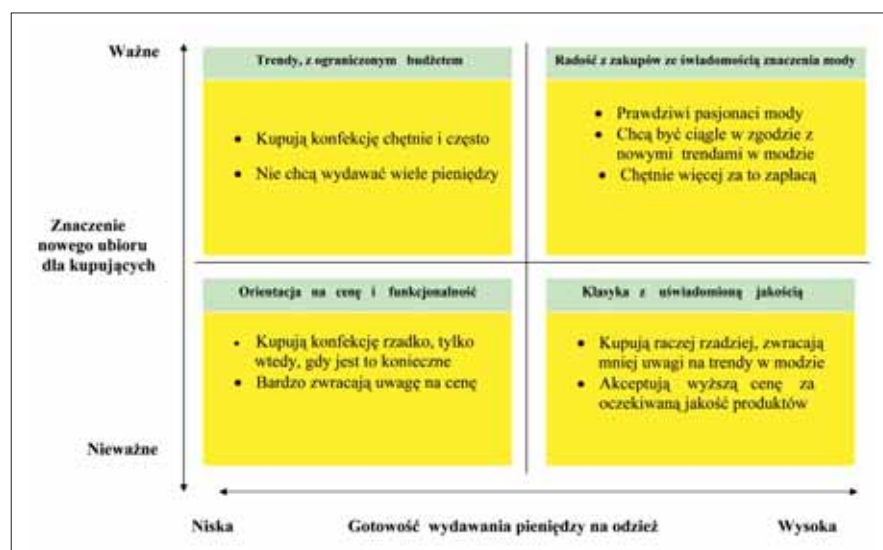 Ważne
Trendy, z ograniczonym budżetem
• Kupują konfekcję chętnie i często
• Nie chcą wydawać wiele pieniędzy
Radość z zakupów ze świadomością znaczenia mody
• Prawdziwi pasjonaci mody
• Chcą być ciągle w zgodzie z
nowymi trendami w modzie
• Chętnie więcej za to zapłacą
Znaczenie
nowego ubioru
dla kupujących
Orientacja na cenę i funkcjonalność
• Kupują konfekcję rzadko, tylko
wtedy, gdy jest to konieczne
• Bardzo zwracają uwagę na cenę
Klasyka z uświadomioną jakością
• Kupują raczej rzadziej, zwracają
mniej uwagi na trendy w modzie
• Akceptują wyższą cenę za
oczekiwaną jakość produktów
Nieważne
Niska
Gotowość wydawania pieniędzy na odzież
Wysoka